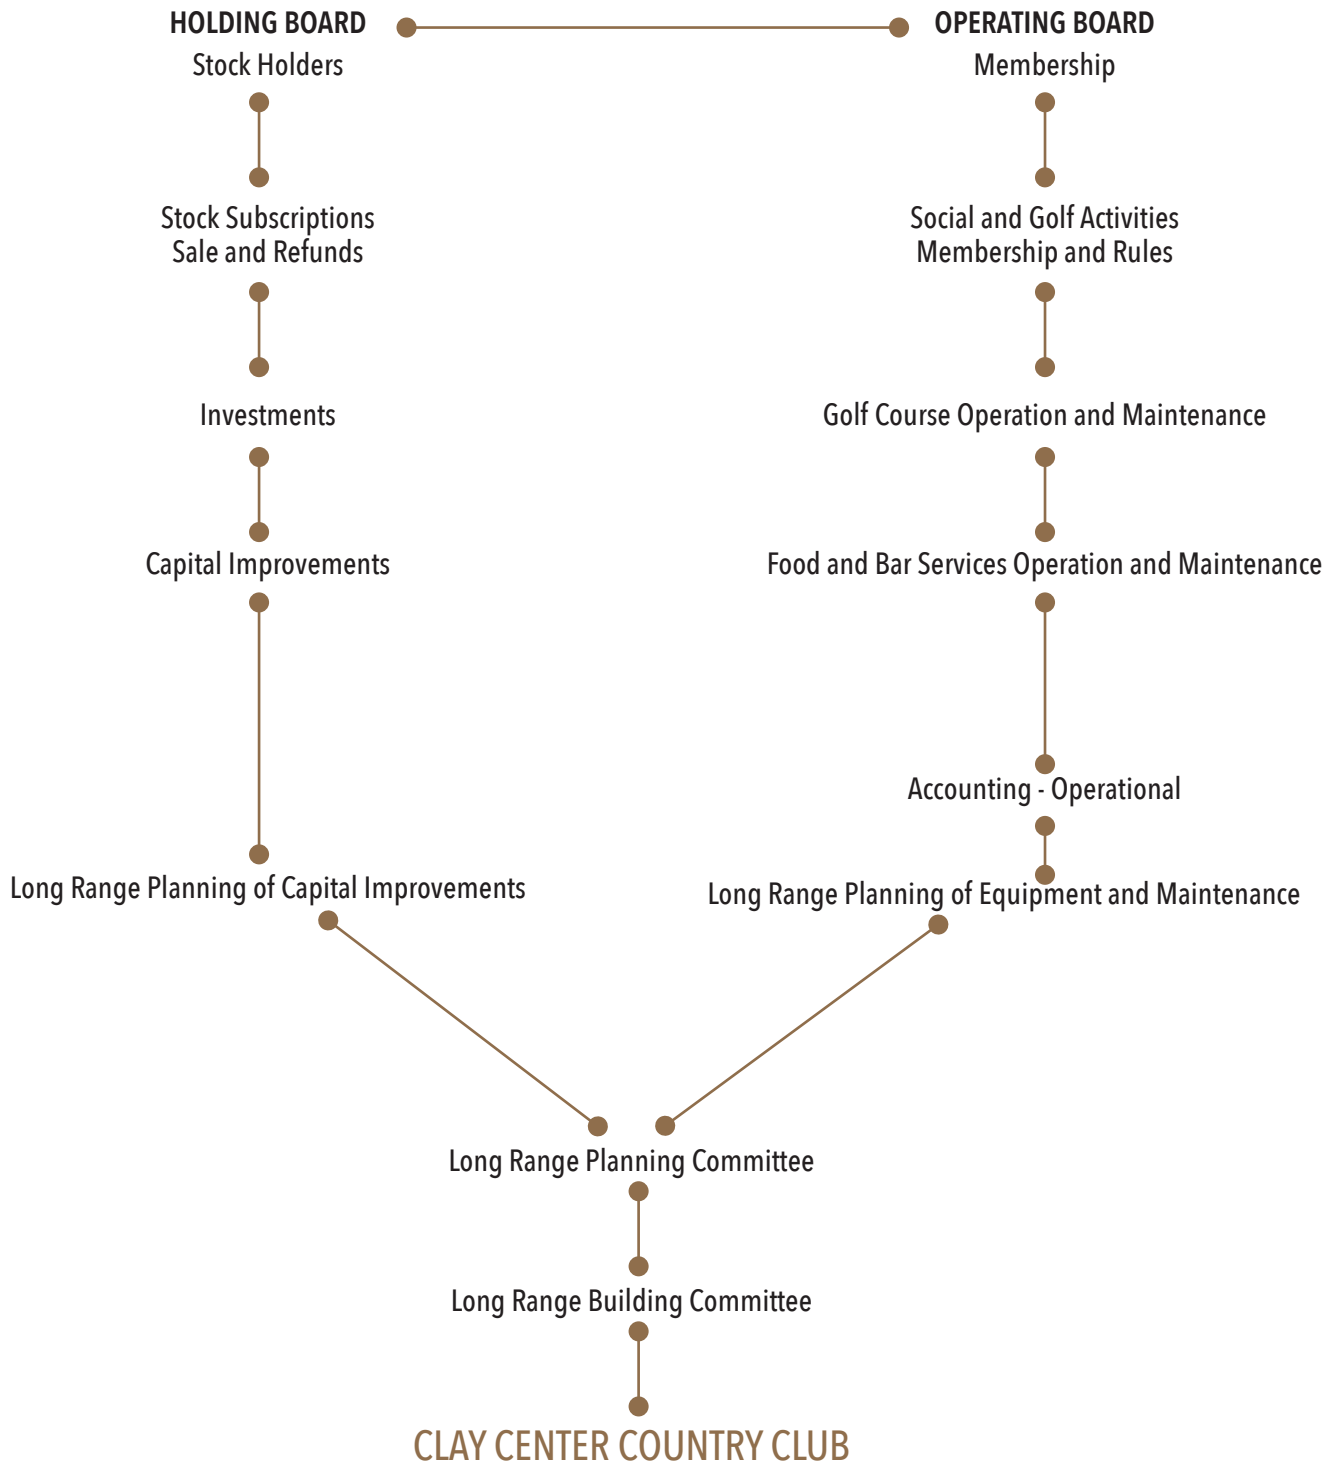 HOLDING BOARD
Stock Holders
OPERATING BOARD
Membership
Stock Subscriptions
Sale and Refunds
Social and Golf Activities
Membership and Rules
Investments
Golf Course Operation and Maintenance
Capital Improvements
Food and Bar Services Operation and Maintenance
Accounting - Operational
Long Range Planning of Capital Improvements
Long Range Planning of Equipment and Maintenance
Long Range Planning Committee
Long Range Building Committee
CLAY CENTER COUNTRY CLUB